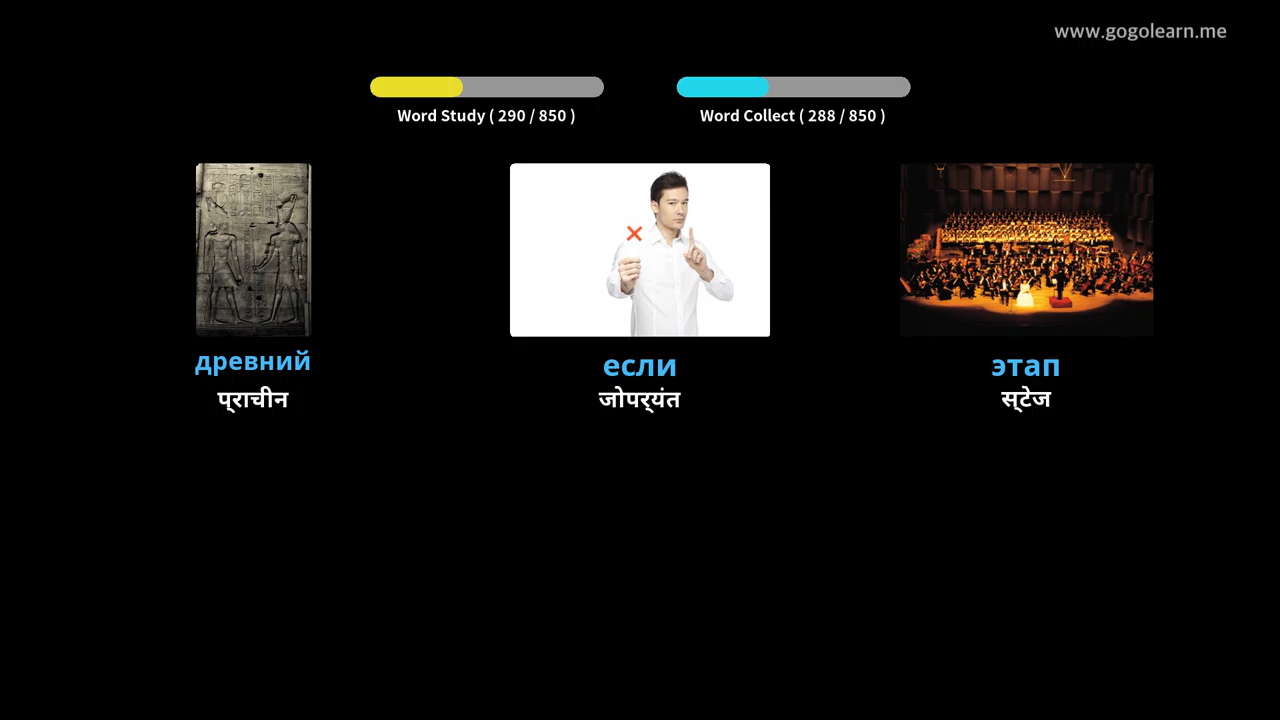 www.gogolearn.me
Word Study ( 290 / 850 )
Word Collect ( 288 / 850 )
древний
प्राचीन
если
जोपर्यंत
этап
स्टेज